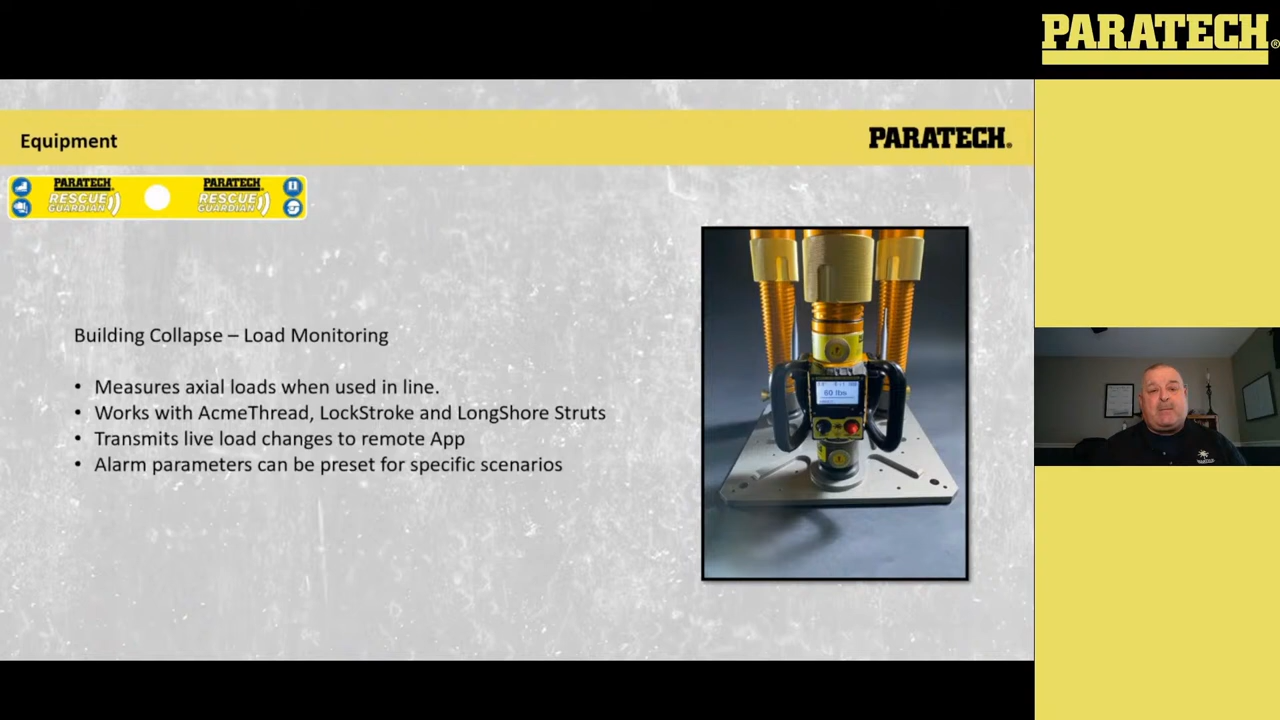 PARATECH®
Equipment
PARATECH®
PARATECH PARATECH
RESCUE RESCUE
GUARDIAN GUARDIAN
Building Collapse – Load Monitoring
• Measures axial loads when used in line.
• Works with AcmeThread, LockStroke and LongShore Struts
• Transmits live load changes to remote App
• Alarm parameters can be preset for specific scenarios
60 lbs